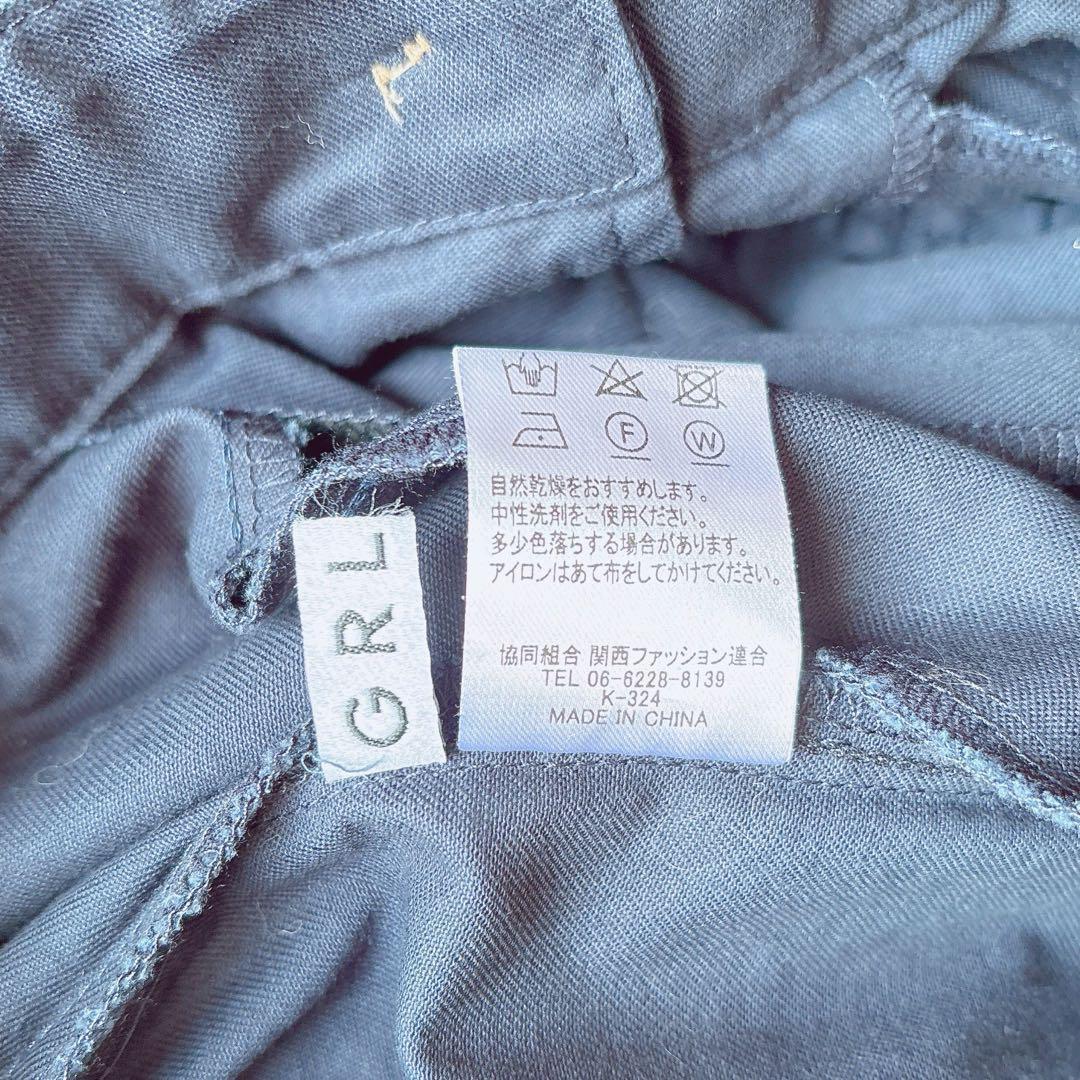 F W
自然乾燥をおすすめします。
中性洗剤をご使用ください。
多少色落ちする場合があります。
アイロンはあて布をしてかけてください。
協同組合 関西ファッション連合
TEL 06-6228-8139
K-324
MADE IN CHINA
GRL